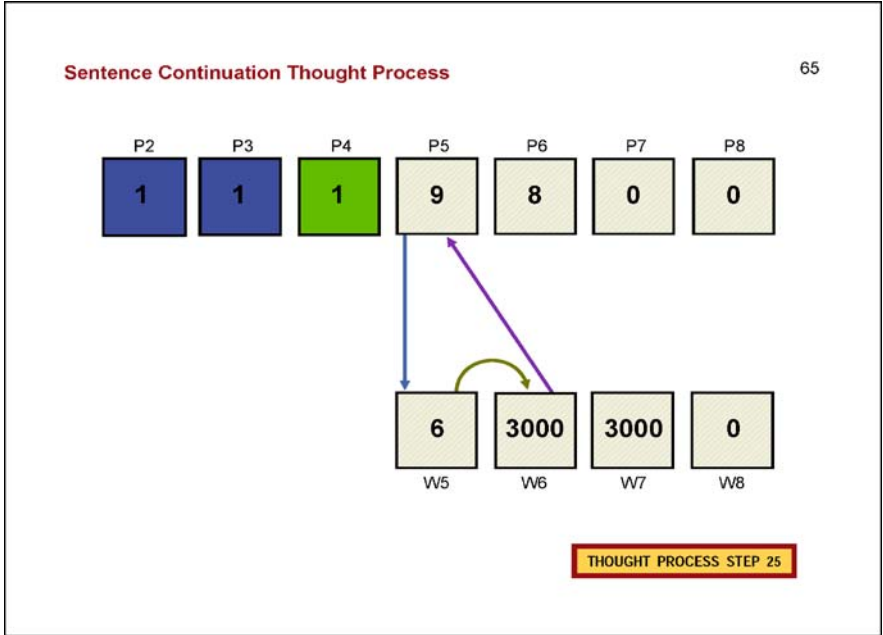 Sentence Continuation Thought Process
65
P2 P3 P4 P5 P6 P7 P8
1 1 1 9 8 0 0
6 3000 3000 0
W5 W6 W7 W8
THOUGHT PROCESS STEP 25